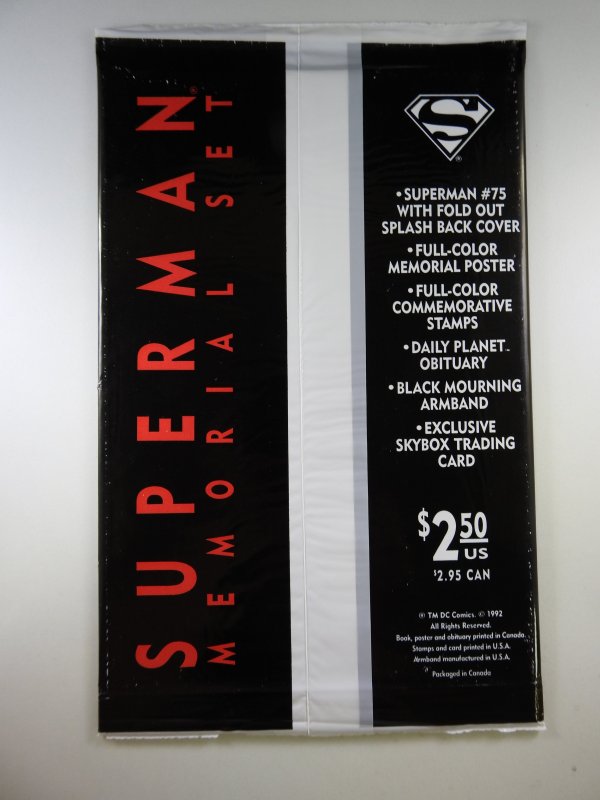 SUPERMAN®
MEMORIAL SET
S
®
• SUPERMAN #75
WITH FOLD OUT
SPLASH BACK COVER
• FULL-COLOR
MEMORIAL POSTER
• FULL-COLOR
COMMEMORATIVE
STAMPS
• DAILY PLANET™
OBITUARY
• BLACK MOURNING
ARMBAND
• EXCLUSIVE
SKYBOX TRADING
CARD
$2.50
US
$2.95 CAN
® TM DC Comics. © 1992
All Rights Reserved.
Book, poster and obituary printed in Canada.
Stamps and card printed in U.S.A.
Armband manufactured in U.S.A.
Packaged in Canada